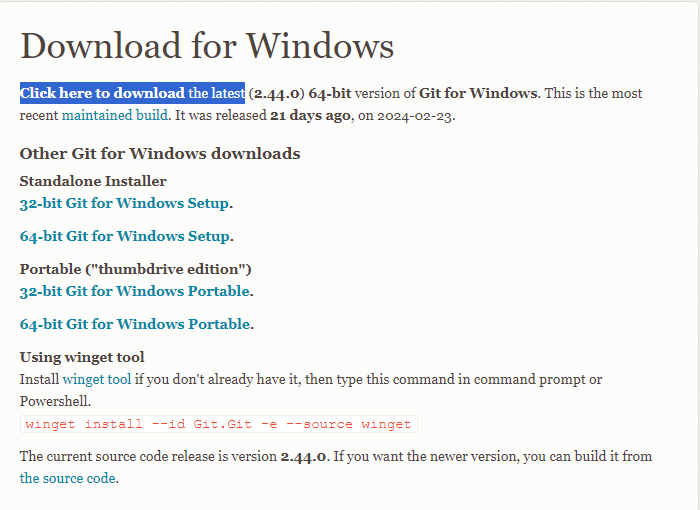 Download for Windows
Click here to download the latest (2.44.0) 64-bit version of Git for Windows. This is the most
recent maintained build. It was released 21 days ago, on 2024-02-23.
Other Git for Windows downloads
Standalone Installer
32-bit Git for Windows Setup.
64-bit Git for Windows Setup.
Portable ("thumbdrive edition")
32-bit Git for Windows Portable.
64-bit Git for Windows Portable.
Using winget tool
Install winget tool if you don't already have it, then type this command in command prompt or
Powershell.
winget install --id Git.Git -e --source winget
The current source code release is version 2.44.0. If you want the newer version, you can build it from
the source code.